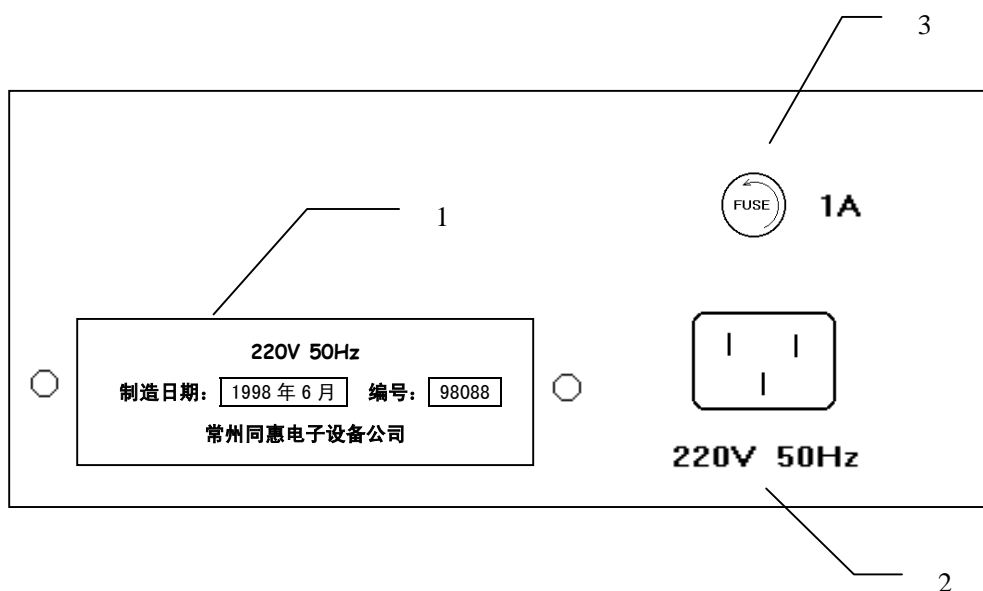 3
FUSE 1A
1
220V 50Hz
制造日期： 1998 年 6 月 编号： 98088
常州同惠电子设备公司
220V 50Hz
2